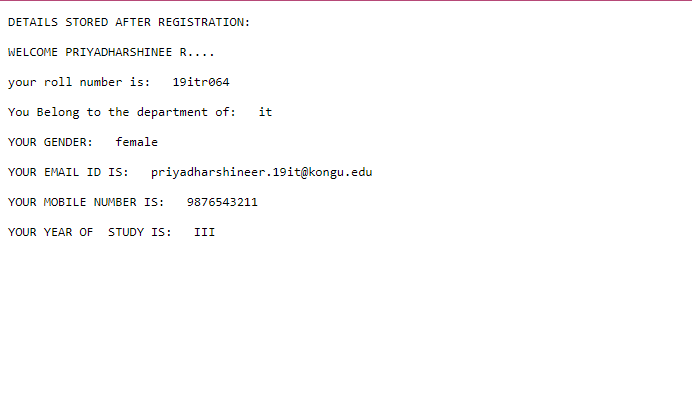 DETAILS STORED AFTER REGISTRATION:
WELCOME PRIYADHARSHINEE R....
your roll number is:   19itr064
You Belong to the department of:   it
YOUR GENDER:   female
YOUR EMAIL ID IS:   priyadharshineer.19it@kongu.edu
YOUR MOBILE NUMBER IS:   9876543211
YOUR YEAR OF  STUDY IS:   III